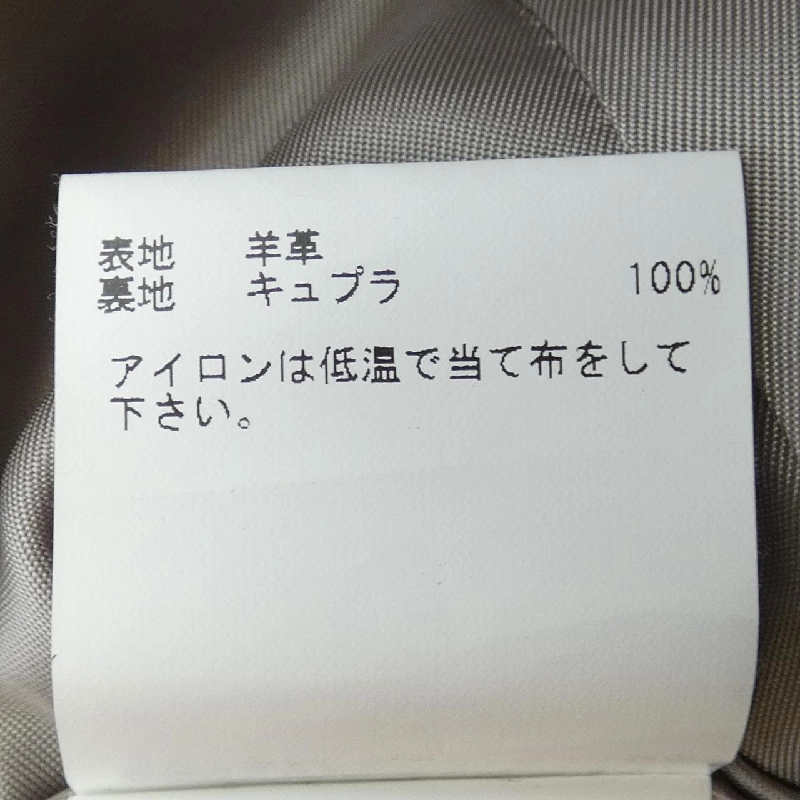 表地 羊革
裏地 キュプラ 100%
アイロンは低温で当て布をして
下さい。